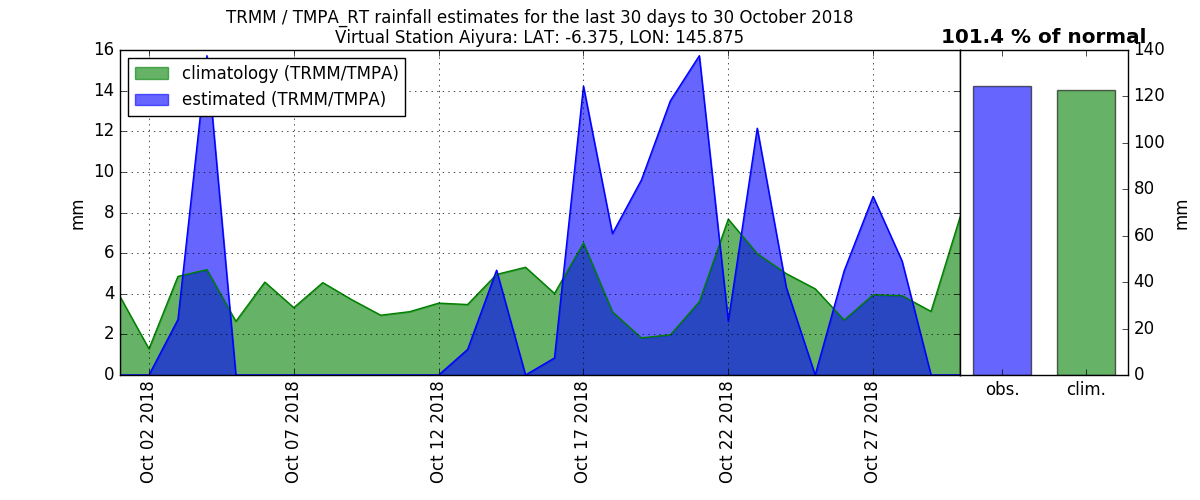 TRMM / TMPA_RT rainfall estimates for the last 30 days to 30 October 2018
Virtual Station Aiyura: LAT: -6.375, LON: 145.875
101.4 % of normal
climatology (TRMM/TMPA)
estimated (TRMM/TMPA)
16
14
12
10
8
6
4
2
0
mm
Oct 02 2018
Oct 07 2018
Oct 12 2018
Oct 17 2018
Oct 22 2018
Oct 27 2018
140
120
100
80
60
40
20
0
mm
obs.
clim.